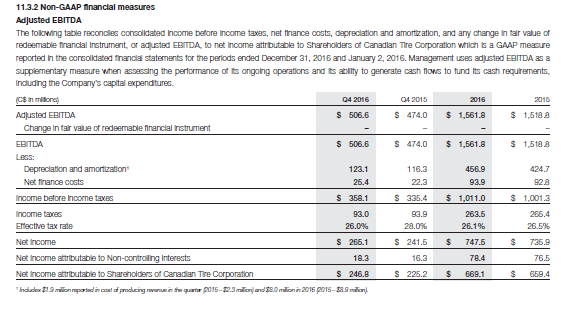 11.3.2 Non-GAAP financial measures
Adjusted EBITDA
The following table reconciles consolidated income before income taxes, net finance costs, depreciation and amortization, and any change in fair value of
redeemable financial instrument, or adjusted EBITDA, to net income attributable to Shareholders of Canadian Tire Corporation which is a GAAP measure
reported in the consolidated financial statements for the periods ended December 31, 2016 and January 2, 2016. Management uses adjusted EBITDA as a
supplementary measure when assessing the performance of its ongoing operations and its ability to generate cash flows to fund its cash requirements,
including the Company's capital expenditures.
(C$ in millions) Q4 2016 Q4 2015 2016 2015
Adjusted EBITDA $ 506.6 $ 474.0 $ 1,561.8 $ 1,518.8
Change in fair value of redeemable financial instrument – – – –
EBITDA $ 506.6 $ 474.0 $ 1,561.8 $ 1,518.8
Less:
Depreciation and amortization¹ 123.1 116.3 456.9 424.7
Net finance costs 25.4 22.3 93.9 92.8
Income before income taxes $ 358.1 $ 335.4 $ 1,011.0 $ 1,001.3
Income taxes 93.0 93.9 263.5 265.4
Effective tax rate 26.0% 28.0% 26.1% 26.5%
Net income $ 265.1 $ 241.5 $ 747.5 $ 735.9
Net income attributable to Non-controlling interests 18.3 16.3 78.4 76.5
Net income attributable to Shareholders of Canadian Tire Corporation $ 246.8 $ 225.2 $ 669.1 $ 659.4
¹ Includes $1.9 million reported in cost of producing revenue in the quarter (2015 – $2.3 million) and $8.0 million in 2016 (2015 – $8.9 million).